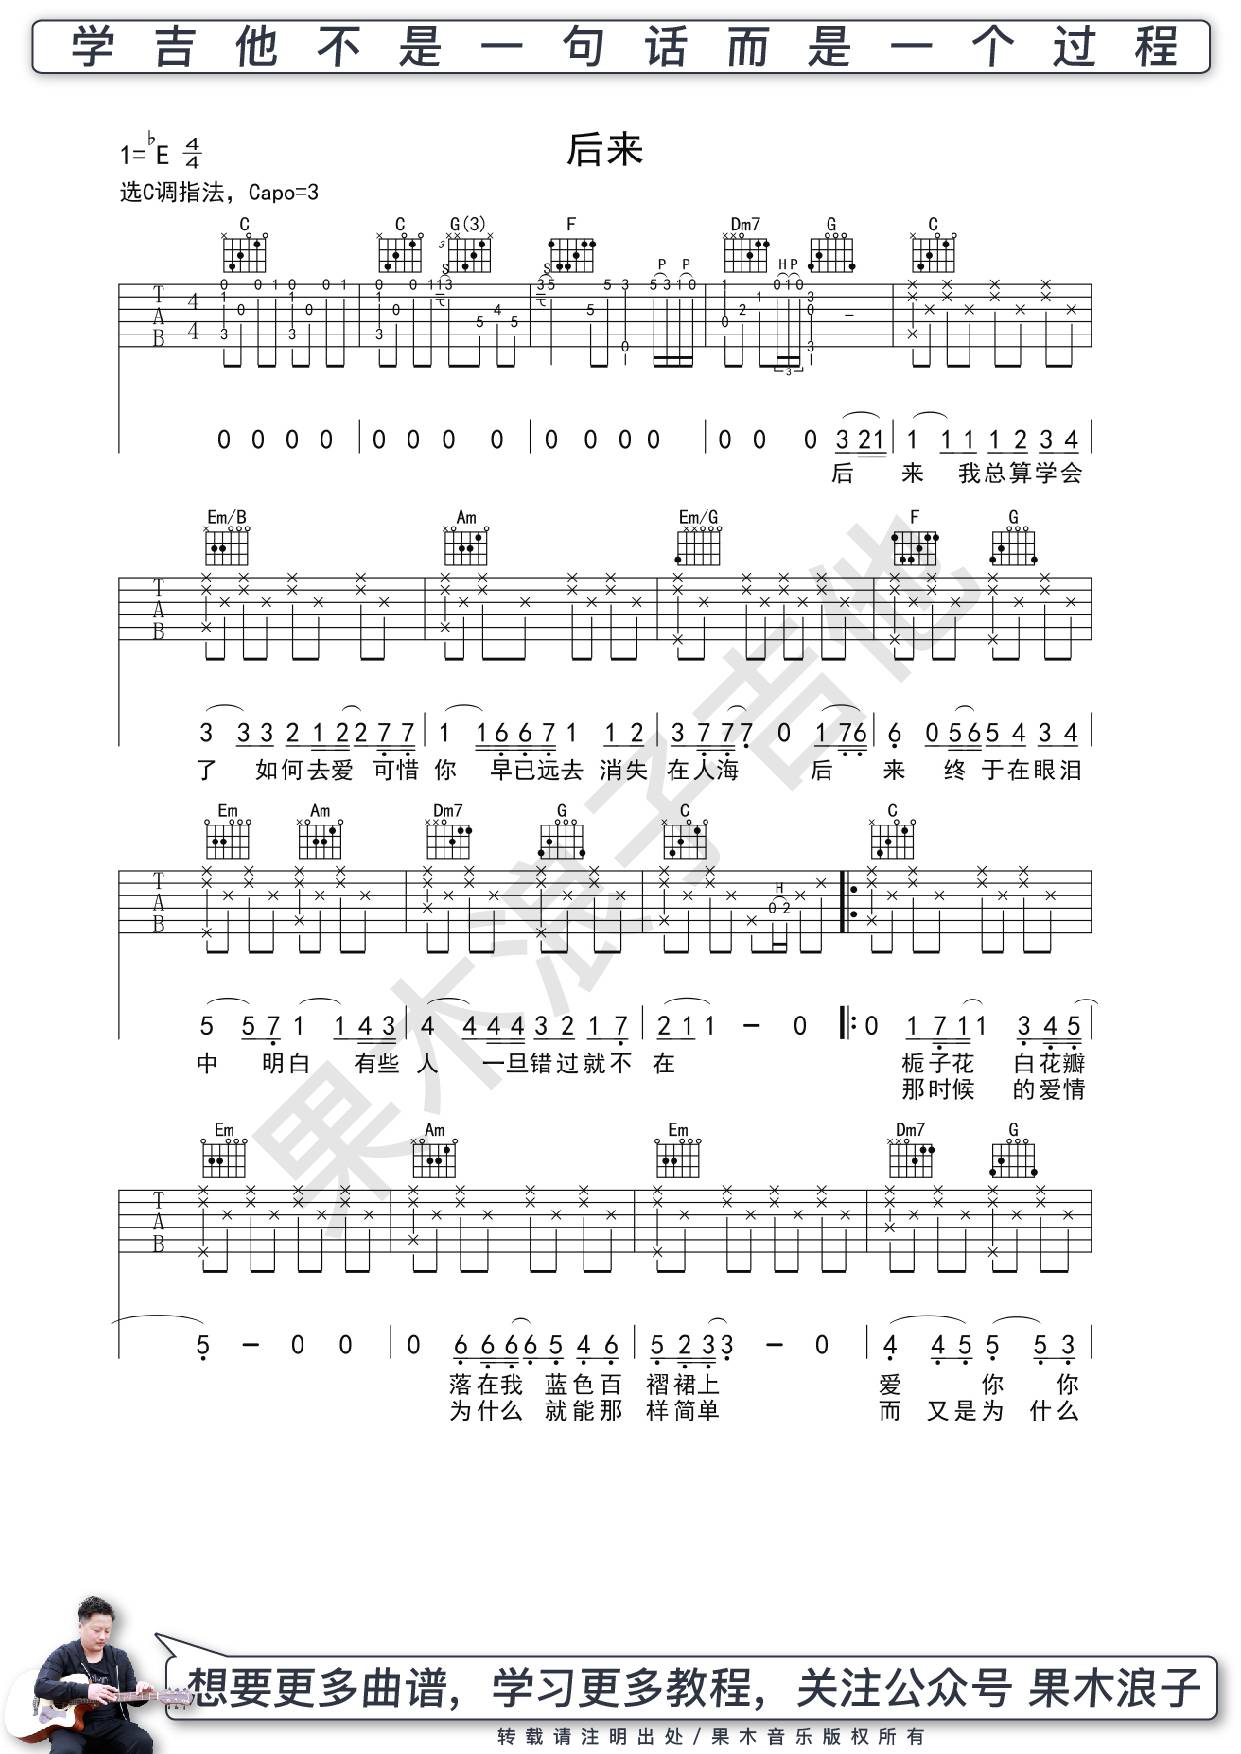 学吉他不是一句话而是一个过程
后来
1=♭E 4/4
选C调指法，Capo=3
C C G(3) F Dm7 G C
0 0 0 0 0 0 0 0 0 0 0 0 0 0 0 3 2 1 1 1 1 1 2 3 4
后 来 我总算学会
Em/B Am Em/G F G
3 3 3 2 1 2 2 7 7 1 1 6 6 7 1 1 2 3 7 7 7 0 1 7 6 6 0 5 6 5 4 3 4
了 如何去爱 可惜 你 早已远去 消失 在人海 后 来 终 于在眼泪
Em Am Dm7 G C C
5 5 7 1 1 4 3 4 4 4 4 3 2 1 7 2 1 1 - 0 0 1 7 1 1 3 4 5
中 明白 有些 人 一旦错过就不 在 栀子花 白花瓣
那时候 的爱情
Em Am Em Dm7 G
5 - 0 0 0 6 6 6 6 5 4 6 5 2 3 3 - 0 4 4 5 5 5 3
落在我 蓝色百 褶裙上 爱 你 你
为什么 就能那 样简单 而 又是为 什么
果木浪子吉他
想要更多曲谱，学习更多教程，关注公众号 果木浪子
转载请注明出处/果木音乐版权所有